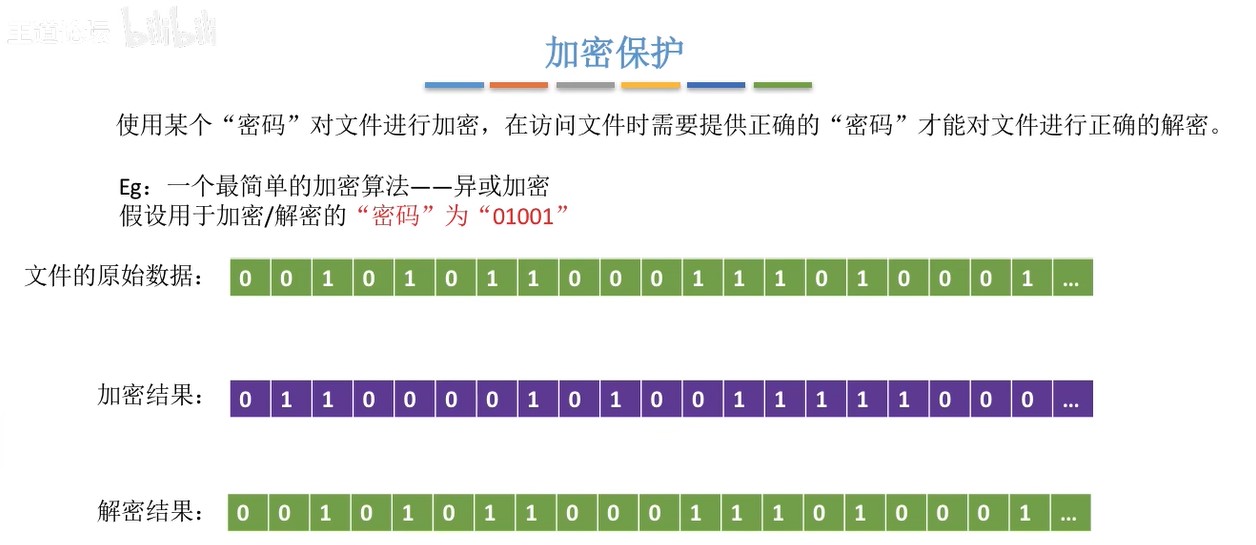 王道论坛 bilibili
加密保护
使用某个“密码”对文件进行加密，在访问文件时需要提供正确的“密码”才能对文件进行正确的解密。
Eg：一个最简单的加密算法——异或加密
假设用于加密/解密的“密码”为“01001”
文件的原始数据： 0 0 1 0 1 0 1 1 0 0 0 1 1 1 0 1 0 0 0 1 ...
加密结果： 0 1 1 0 0 0 0 1 0 1 0 0 1 1 1 1 1 0 0 0 ...
解密结果： 0 0 1 0 1 0 1 1 0 0 0 1 1 1 0 1 0 0 0 1 ...